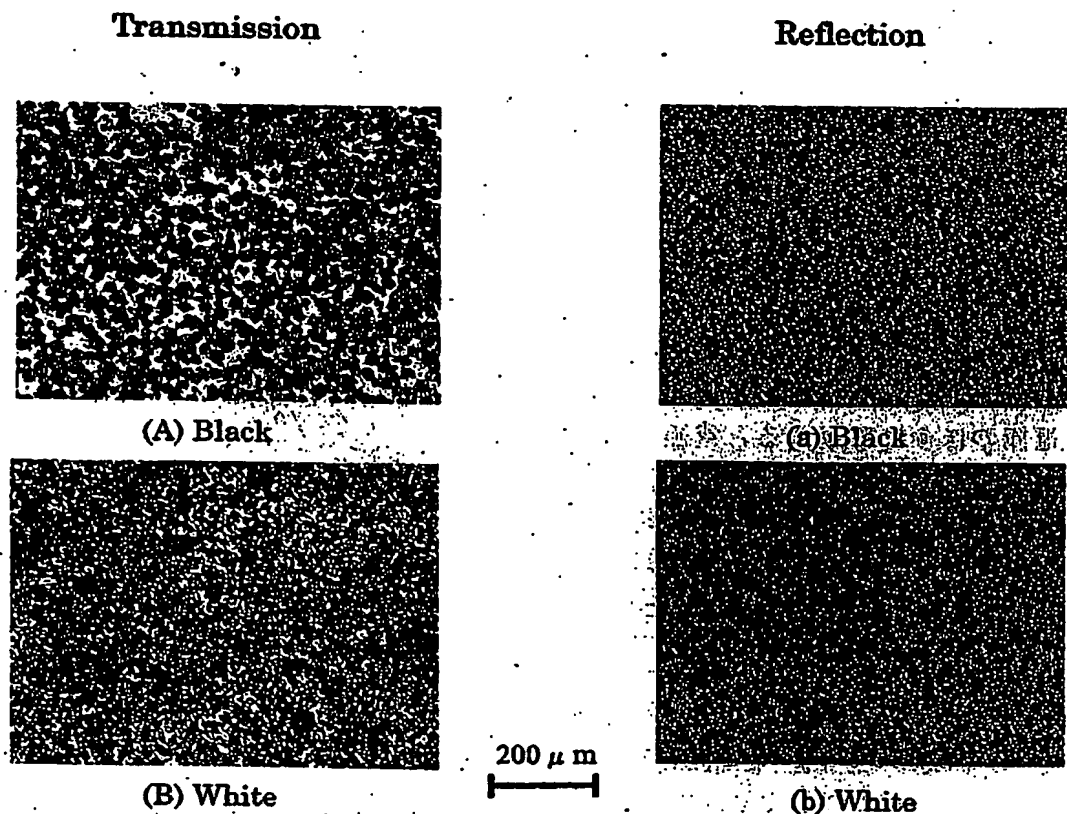 Transmission
Reflection
(A) Black
(a) Black
(B) White
200 μ m
(b) White